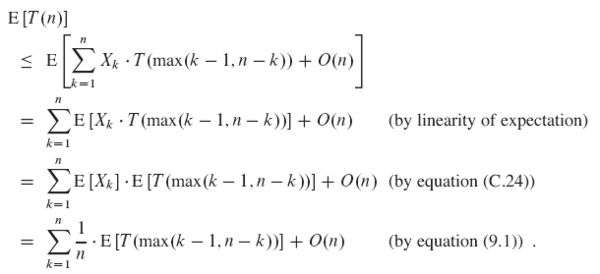 E[T(n)]
≤ E[∑_{k=1}^{n} X_k · T(max(k − 1, n − k)) + O(n)]
= ∑_{k=1}^{n} E[X_k · T(max(k − 1, n − k))] + O(n) (by linearity of expectation)
= ∑_{k=1}^{n} E[X_k] · E[T(max(k − 1, n − k))] + O(n) (by equation (C.24))
= ∑_{k=1}^{n} 1/n · E[T(max(k − 1, n − k))] + O(n) (by equation (9.1)) .